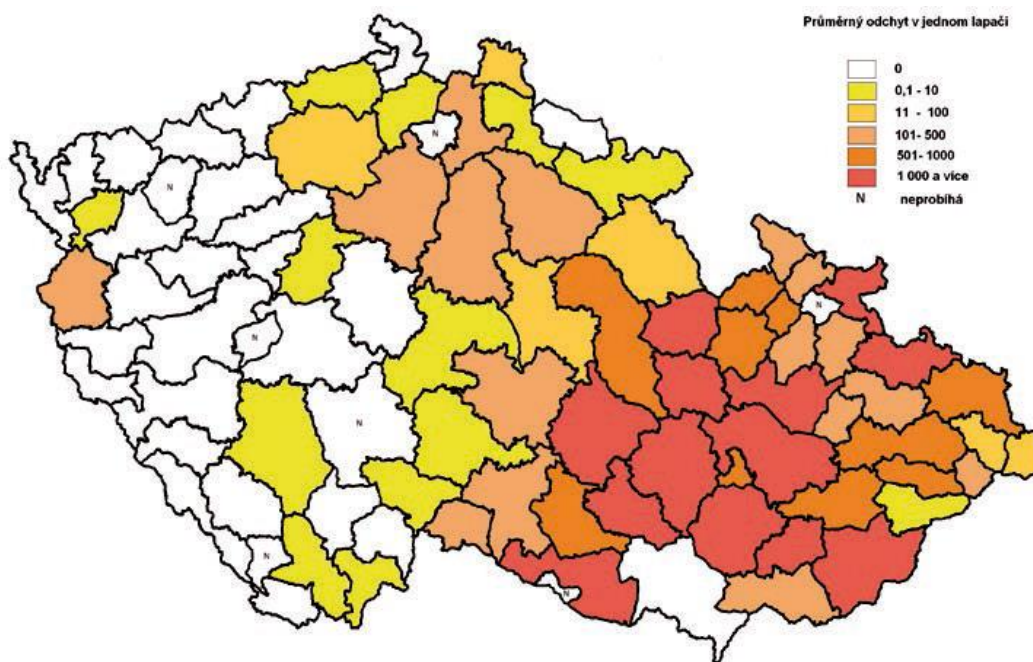 Průměrný odchyt v jednom lapači
0
0,1 - 10
11 - 100
101- 500
501- 1000
1 000 a více
N neprobíhá
N
N
N
N
N
N
N